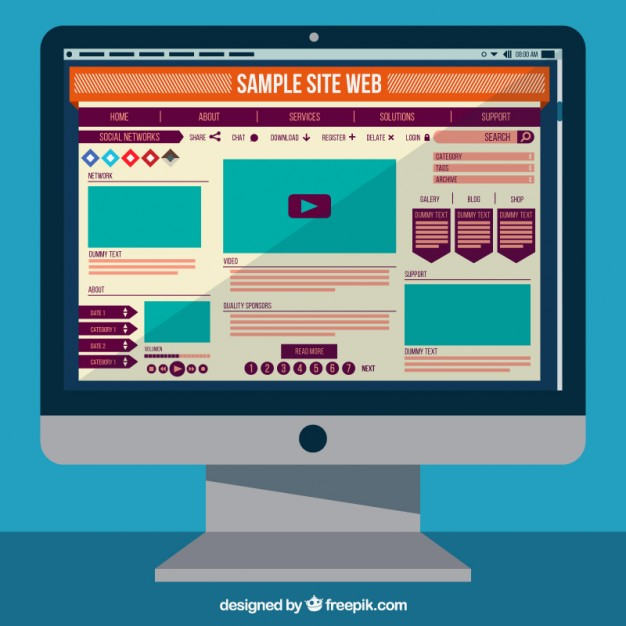 00:00 AM
SAMPLE SITE WEB
HOME ABOUT SERVICES SOLUTIONS SUPPORT
SOCIAL NETWORKS SHARE CHAT DOWNLOAD REGISTER DELATE LOGIN SEARCH
NETWORK
DUMMY TEXT
ABOUT
DATE 1
CATEGORY 1
DATE 2
CATEGORY 1
VOLUMEN
VIDEO
QUALITY SPONSORS
READ MORE
1 2 3 4 5 6 7 NEXT
CATEGORY
TAGS
ARCHIVE
GALERY BLOG SHOP
DUMMY TEXT DUMMY TEXT DUMMY TEXT
SUPPORT
DUMMY TEXT
designed by freepik.com